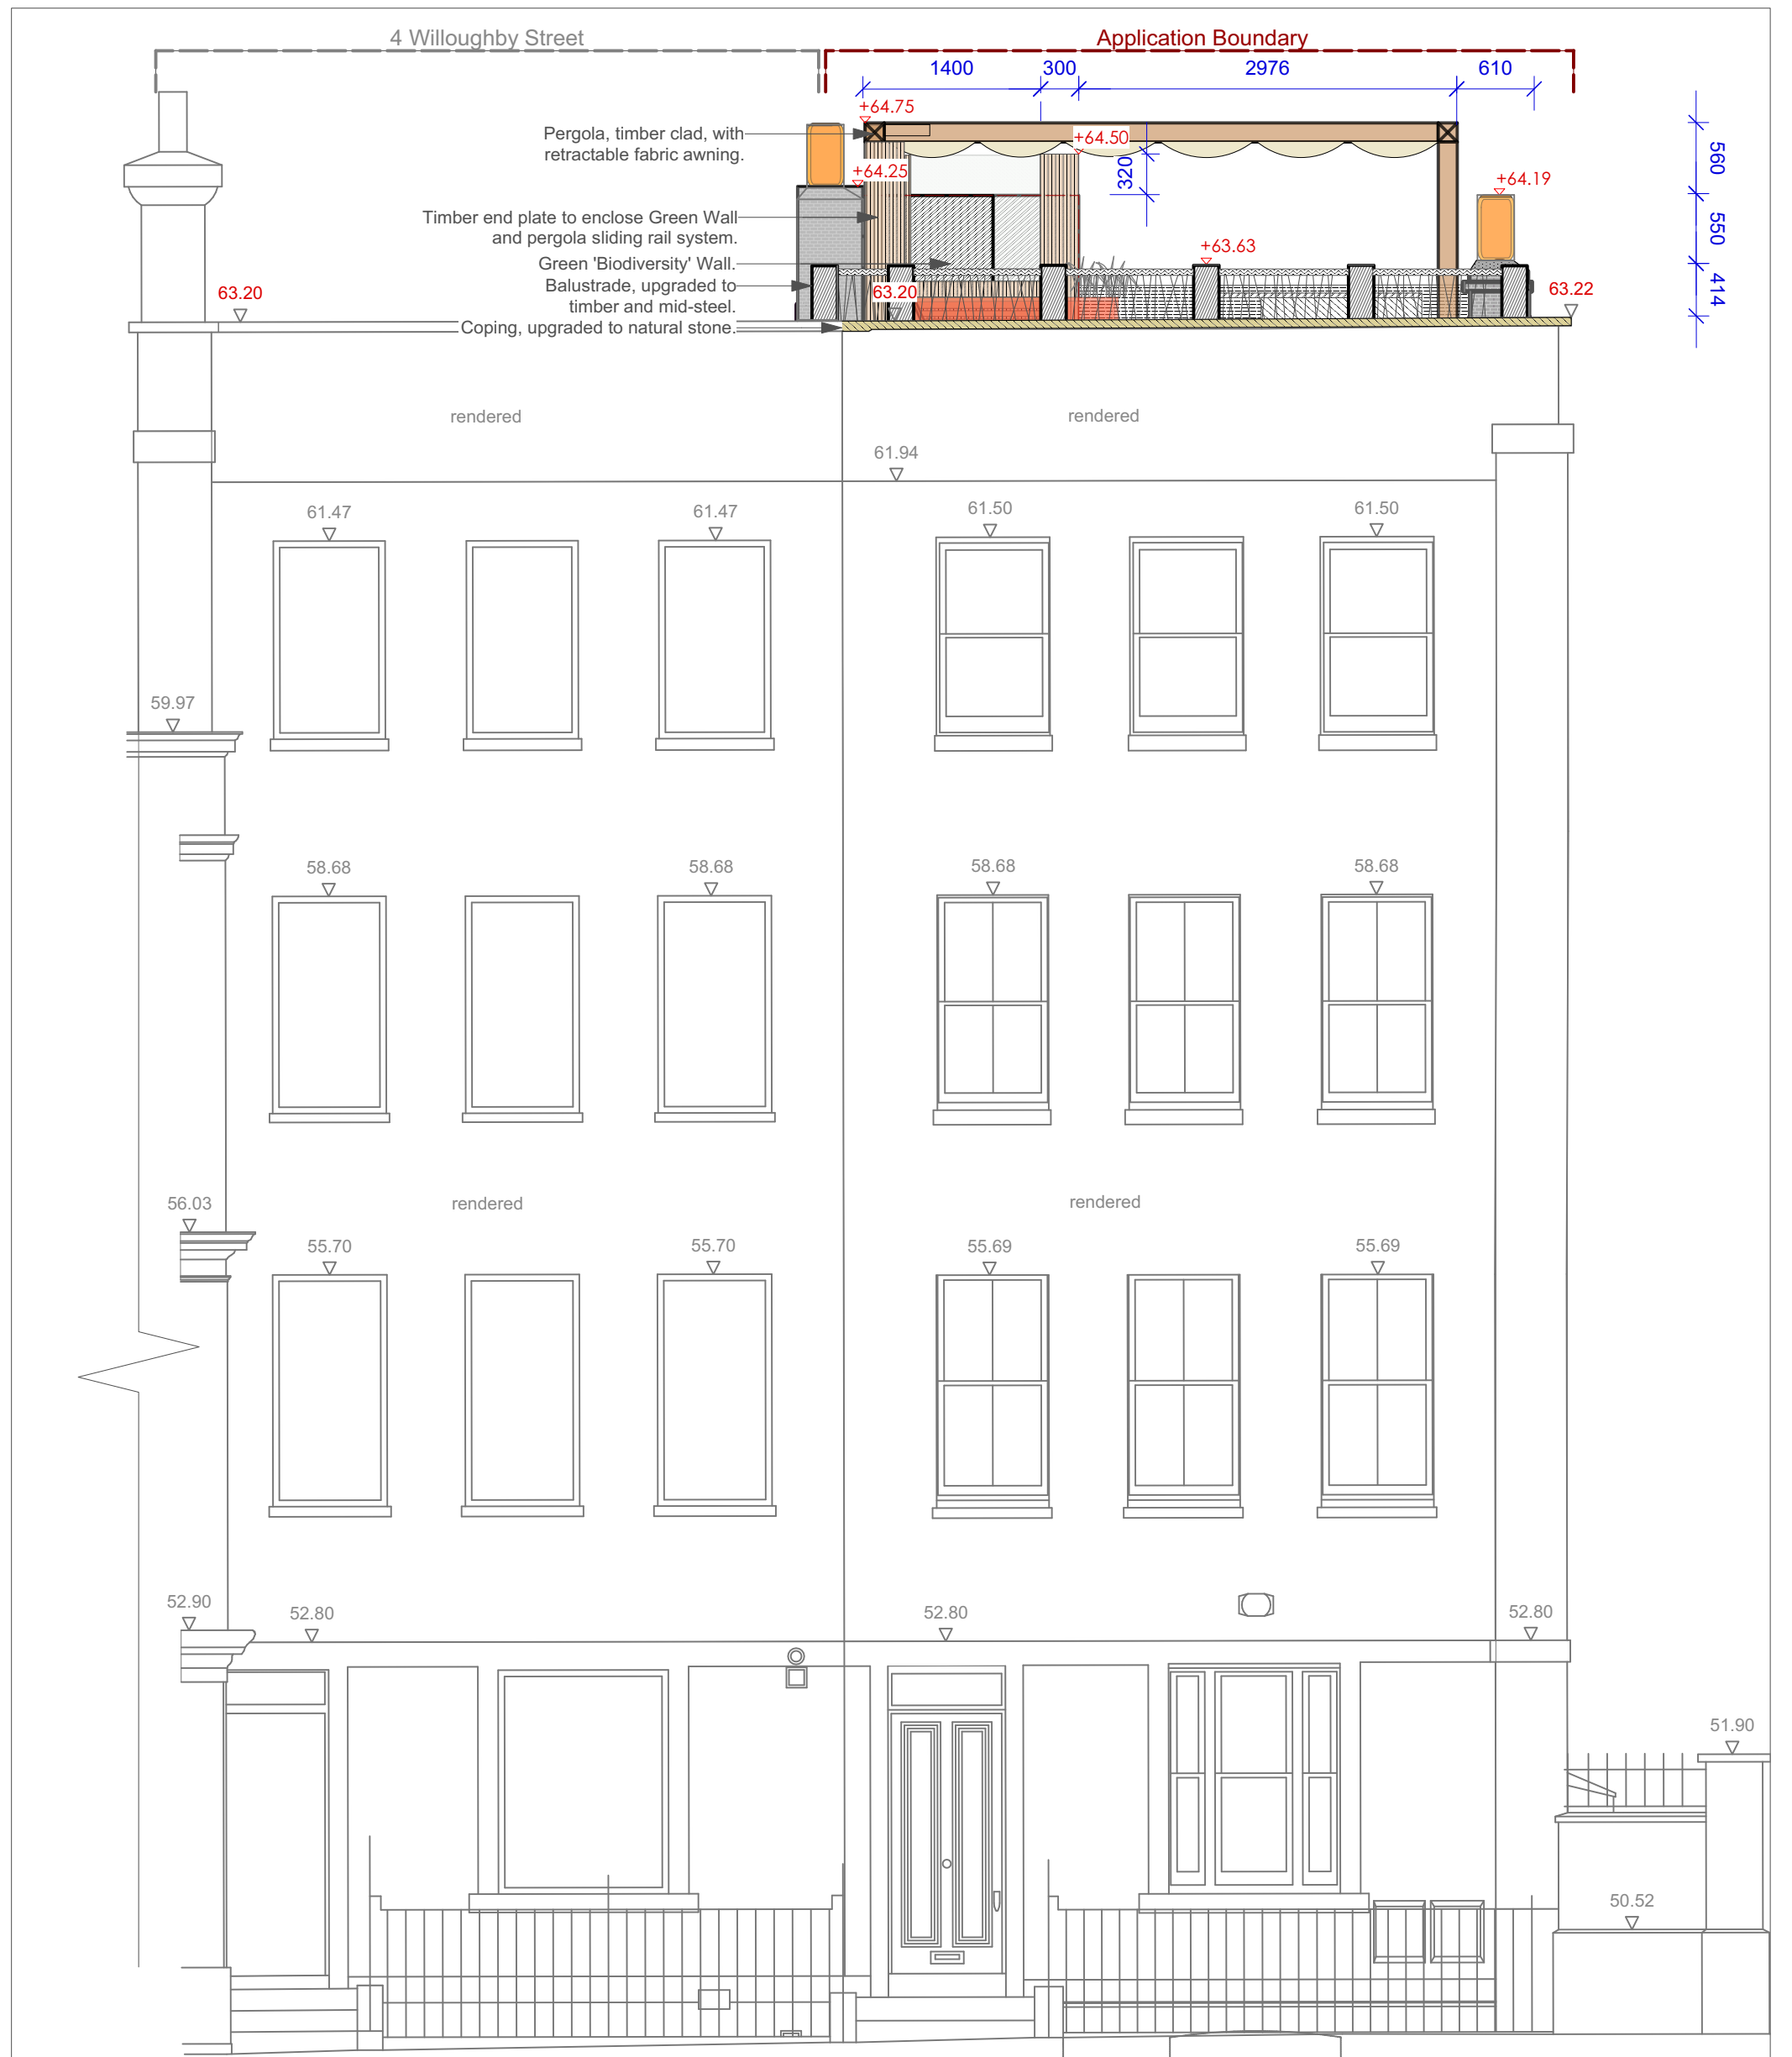 4 Willoughby Street
Application Boundary
1400
300
2976
610
+64.75
Pergola, timber clad, with
retractable fabric awning.
+64.50
560
+64.25
320
+64.19
Timber end plate to enclose Green Wall
and pergola sliding rail system.
550
+63.63
Green 'Biodiversity' Wall.
Balustrade, upgraded to
timber and mid-steel.
63.20
63.20
63.22
414
Coping, upgraded to natural stone.
rendered
rendered
61.94
61.47
61.47
61.50
61.50
59.97
58.68
58.68
58.68
58.68
56.03
rendered
rendered
55.70
55.70
55.69
55.69
52.90
52.80
52.80
52.80
51.90
50.52